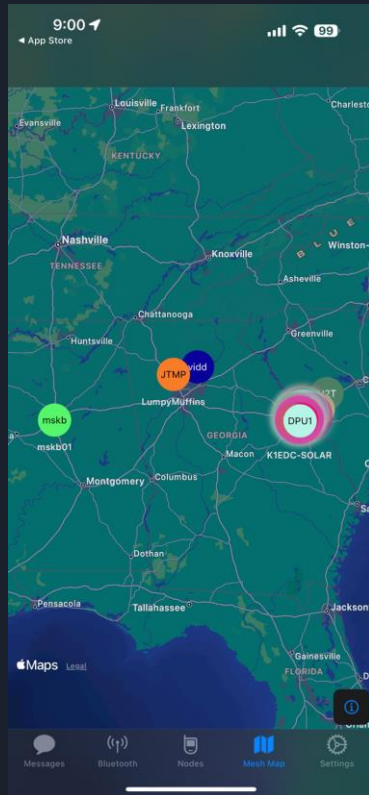 9:00
99
◀ App Store
Louisville
Frankfort
Evansville
Lexington
KENTUCKY
BLUE
Nashville
Knoxville
Winston-
TENNESSEE
Asheville
Chattanooga
Huntsville
Greenville
vidd
JTMP
LumpyMuffins
mskb
DPU1
GEORGIA
mskb01
Macon
K1EDC-SOLAR
Montgomery
Columbus
Dothan
Pensacola
Tallahassee
Jackson
Gainesville
Maps
Legal
FLORIDA
Messages
Bluetooth
Nodes
Mesh Map
Settings